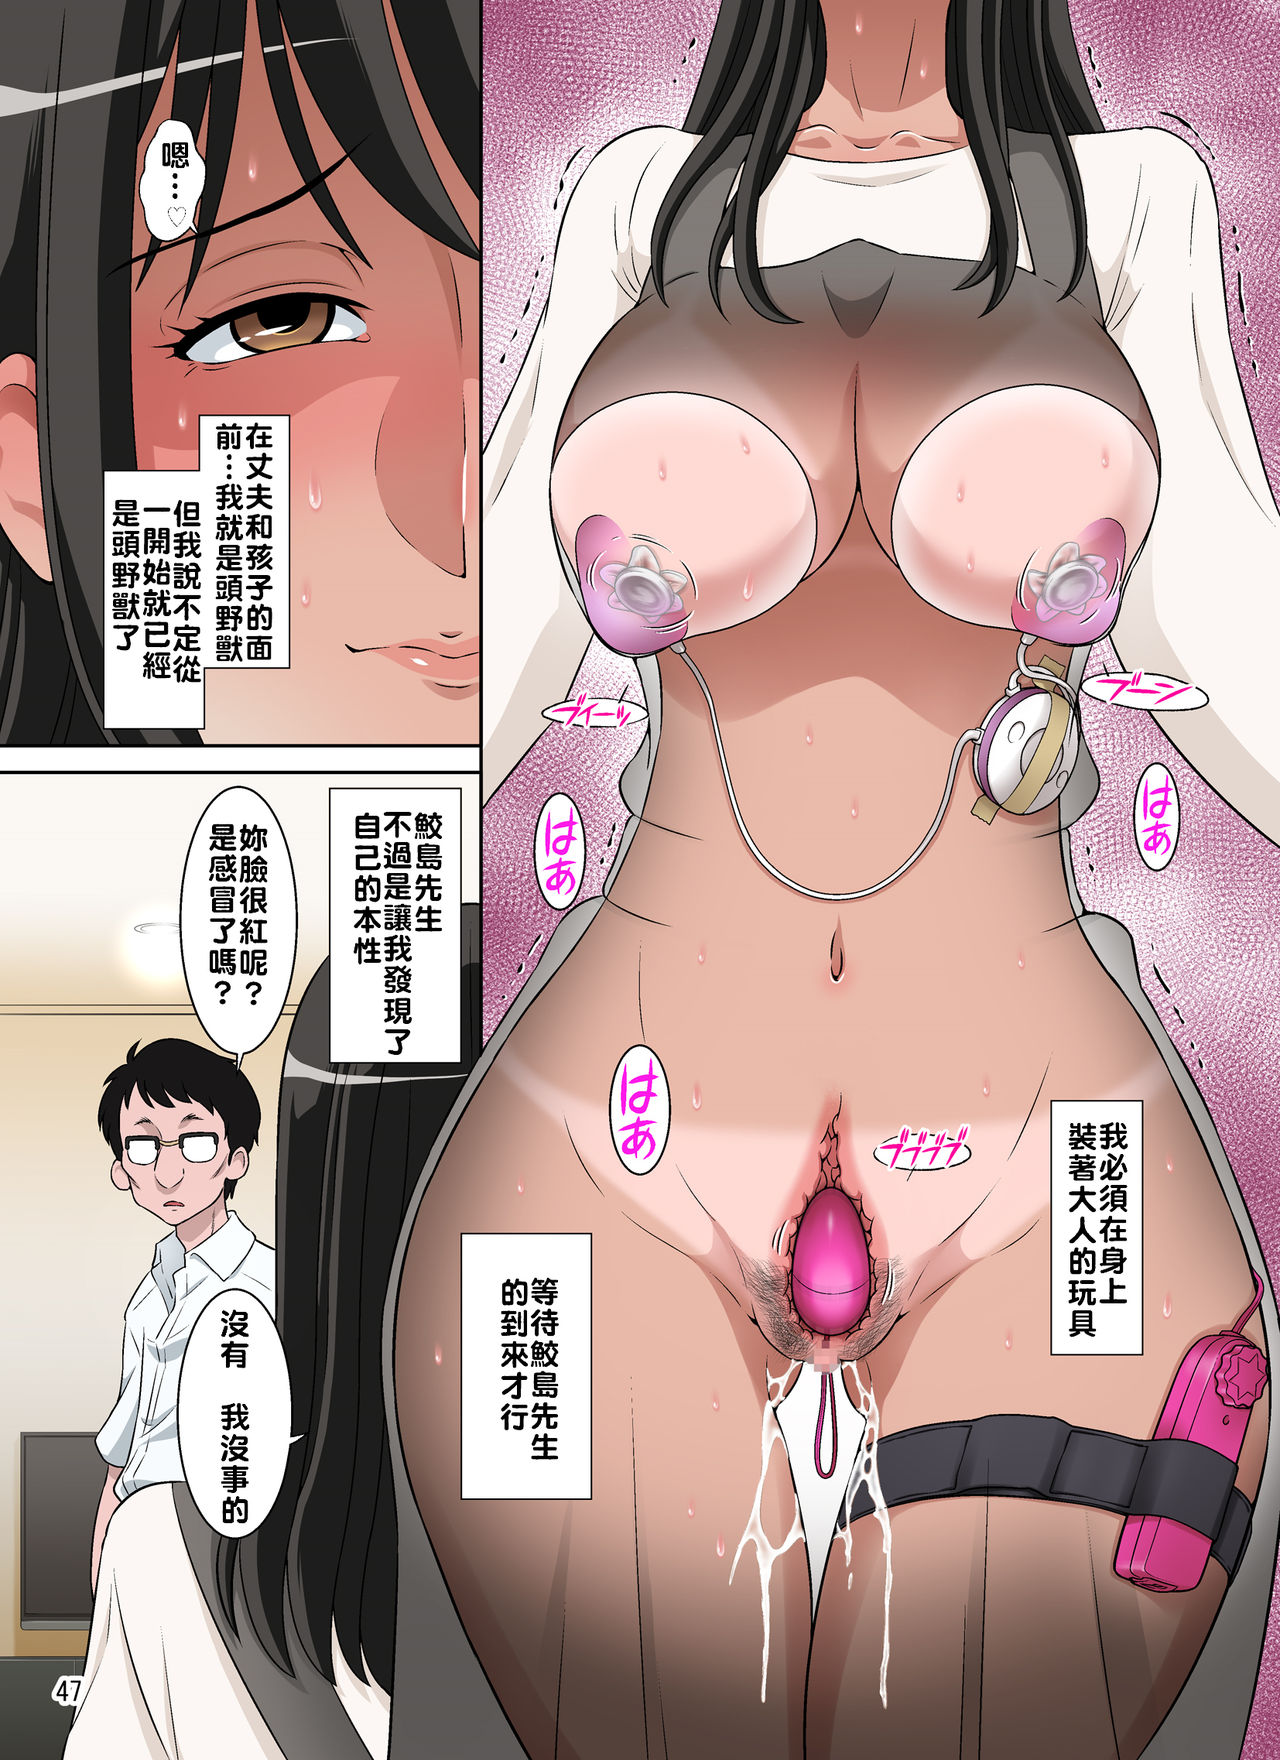 我必須在身上
裝著大人的玩具
等待鮫島先生
的到來才行
ブーン
ブイーッ
はあ
はあ
はあ
ブブブブ
嗯…♡
在丈夫和孩子的面
前…我就是頭野獸
但我說不定從
一開始就已經
是頭野獸了
鮫島先生
不過是讓我發現了
自己的本性
妳臉很紅呢？
是感冒了嗎？
沒有 我沒事的
47